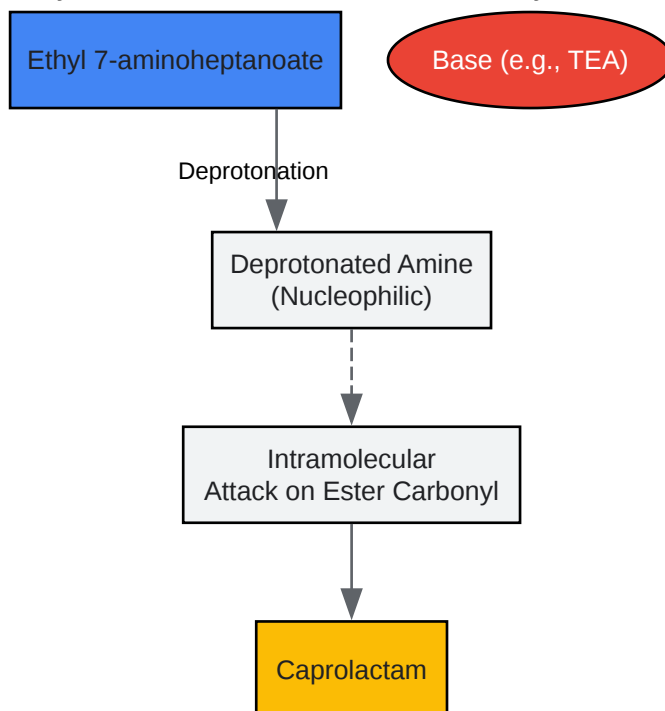 Ethyl 7-aminoheptanoate
Base (e.g., TEA)
Deprotonation
Deprotonated Amine
(Nucleophilic)
Intramolecular
Attack on Ester Carbonyl
Caprolactam